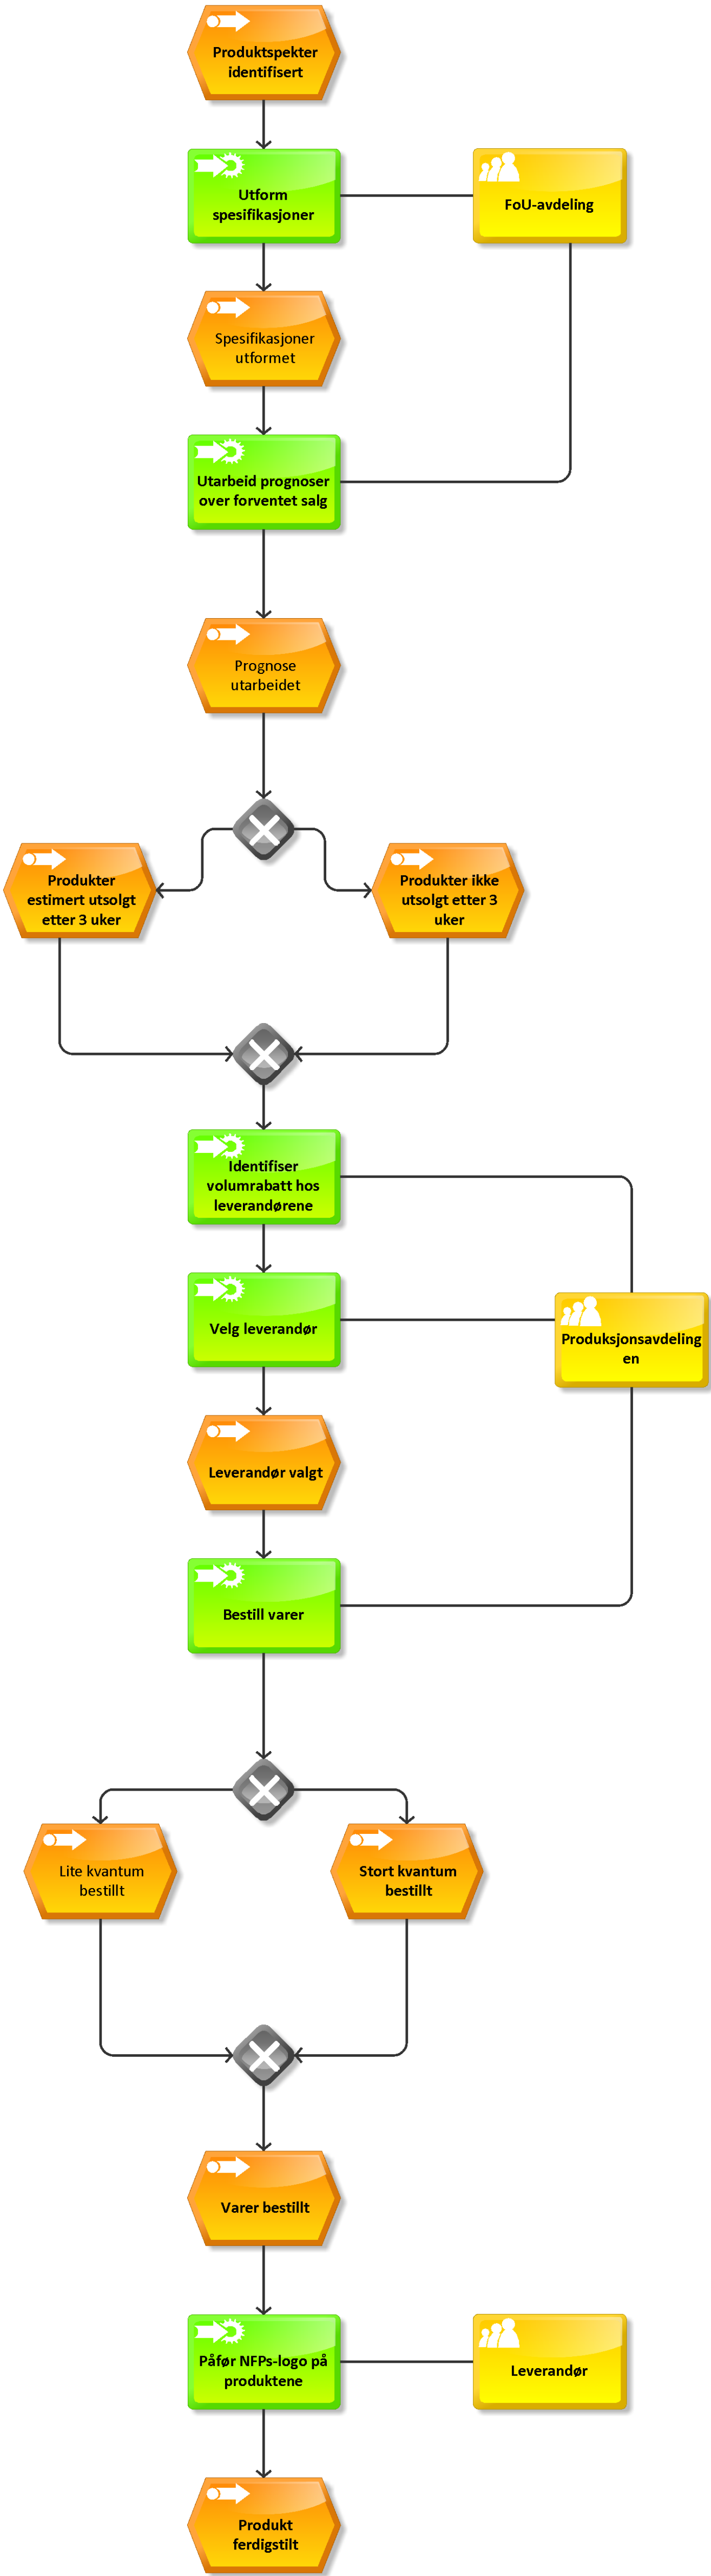 Produktspekter
identifisert
Utform
spesifikasjoner
FoU-avdeling
Spesifikasjoner
utformet
Utarbeid prognoser
over forventet salg
Prognose
utarbeidet
Produkter
estimert utsolgt
etter 3 uker
Produkter ikke
utsolgt etter 3
uker
Identifiser
volumrabatt hos
leverandørene
Velg leverandør
Produksjonsavdeling
en
Leverandør valgt
Bestill varer
Lite kvantum
bestillt
Stort kvantum
bestillt
Varer bestillt
Påfør NFPs-logo på
produktene
Leverandør
Produkt
ferdigstilt